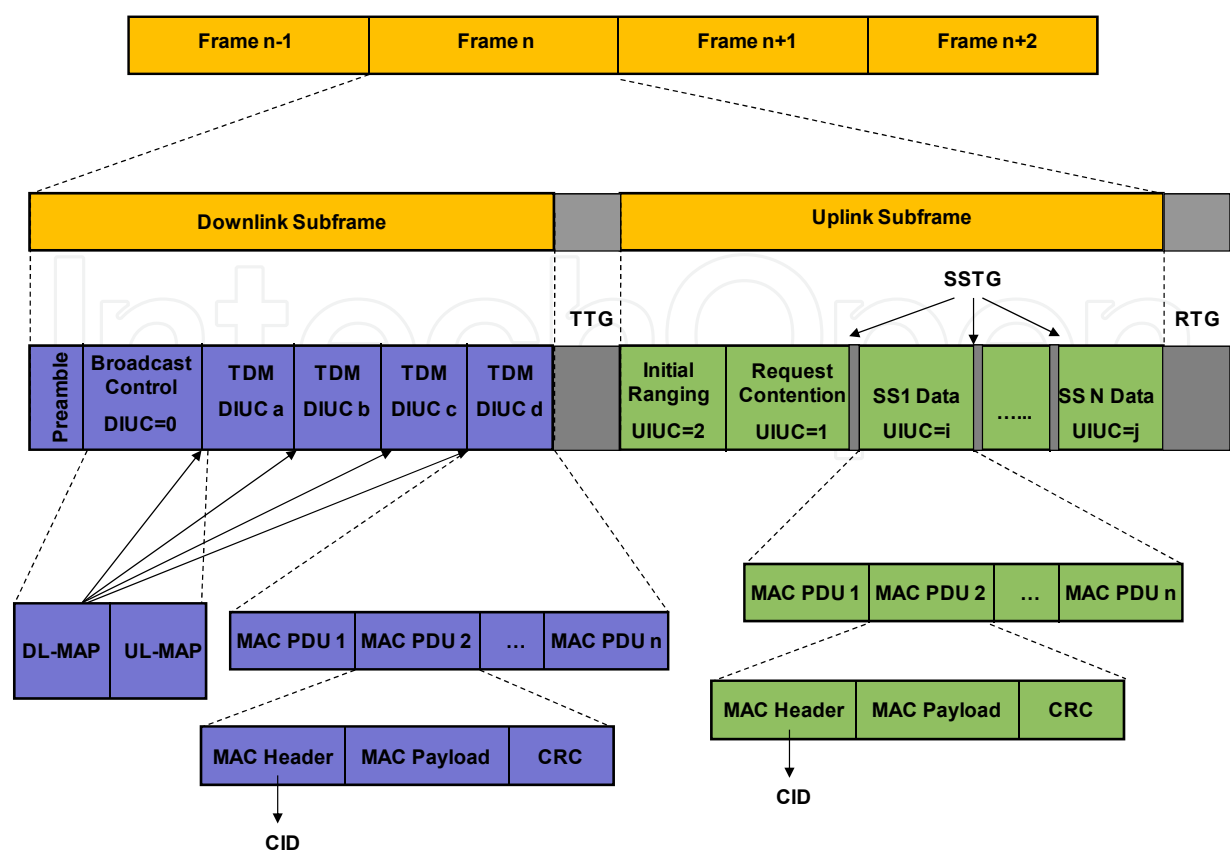 Frame n-1 Frame n Frame n+1 Frame n+2
Downlink Subframe Uplink Subframe
SSTG
TTG RTG
IntechOpen
Preamble
Broadcast
Control
DIUC=0
TDM
DIUC a
TDM
DIUC b
TDM
DIUC c
TDM
DIUC d
Initial
Ranging
UIUC=2
Request
Contention
UIUC=1
SS1 Data
UIUC=i
…...
SS N Data
UIUC=j
DL-MAP UL-MAP
MAC PDU 1 MAC PDU 2 … MAC PDU n
MAC Header MAC Payload CRC
CID
MAC PDU 1 MAC PDU 2 … MAC PDU n
MAC Header MAC Payload CRC
CID